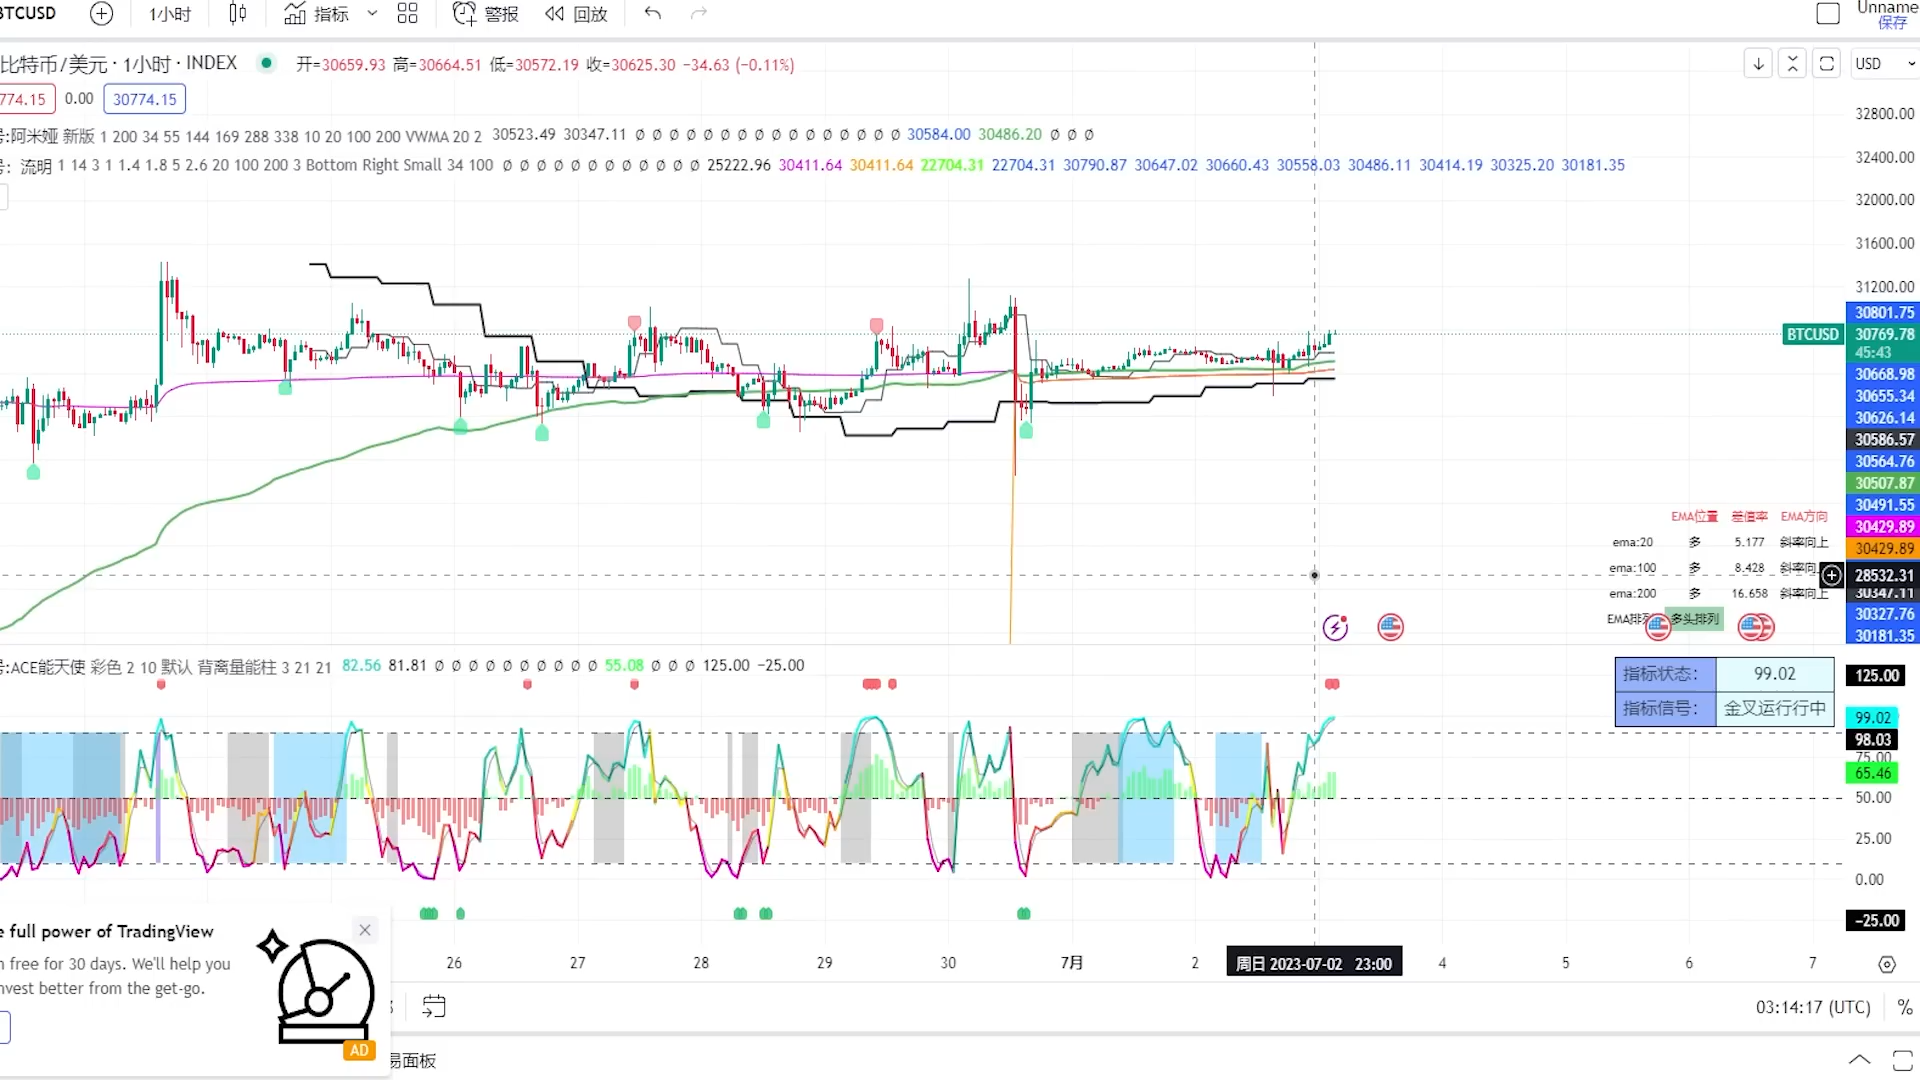 BTCUSD 1小时 指标 警报 回放 Unname
保存
比特币/美元 · 1小时 · INDEX 开=30659.93 高=30664.51 低=30572.19 收=30625.30 −34.63 (−0.11%) USD
774.15 0.00 30774.15
号:阿米娅 新版 1 200 34 55 144 169 288 338 10 20 100 200 VWMA 20 2 30523.49 30347.11 ∅ ∅ ∅ ∅ ∅ ∅ ∅ ∅ ∅ ∅ ∅ ∅ ∅ ∅ ∅ ∅ 30584.00 30486.20 ∅ ∅ ∅
号: 流明 1 14 3 1 1.4 1.8 5 2.6 20 100 200 3 Bottom Right Small 34 100 ∅ ∅ ∅ ∅ ∅ ∅ ∅ ∅ ∅ ∅ ∅ ∅ 25222.96 30411.64 30411.64 22704.31 22704.31 30790.87 30647.02 30660.43 30558.03 30486.11 30414.19 30325.20 30181.35
32800.00
32400.00
32000.00
31600.00
31200.00
30801.75
BTCUSD 30769.78
45:43
30668.98
30655.34
30626.14
30586.57
30564.76
30507.87
30491.55
30429.89
30429.89
28532.31
30347.11
30327.76
30181.35
EMA位置 差值率 EMA方向
ema:20 多 5.177 斜率向上
ema:100 多 8.428 斜率向
ema:200 多 16.658 斜率向上
EMA排列 多头排列
号:ACE能天使 彩色 2 10 默认 背离量能柱 3 21 21 82.56 81.81 ∅ ∅ ∅ ∅ ∅ ∅ ∅ ∅ ∅ 55.08 ∅ ∅ ∅ 125.00 −25.00
指标状态: 99.02
指标信号: 金叉运行行中
125.00
99.02
98.03
75.00
65.46
50.00
25.00
0.00
−25.00
26 27 28 29 30 7月 2 周日 2023-07-02 23:00 4 5 6 7
e full power of TradingView
n free for 30 days. We'll help you
nvest better from the get-go.
AD
03:14:17 (UTC) %
易面板